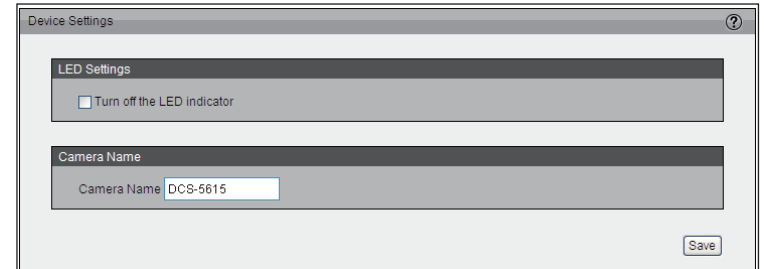 Device Settings ?
LED Settings
Turn off the LED indicator
Camera Name
Camera Name DCS-5615
Save